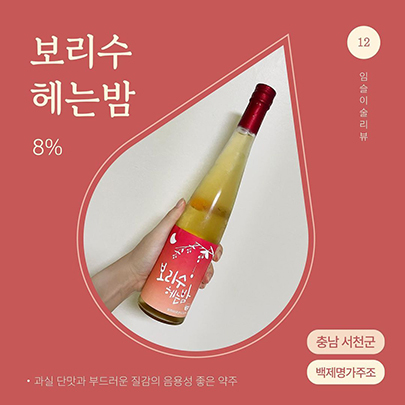 보리수
헤는밤
8%
12
임슬이술리뷰
보리수
헤는밤
충남 서천군
백제명가주조
• 과실 단맛과 부드러운 질감의 음용성 좋은 약주